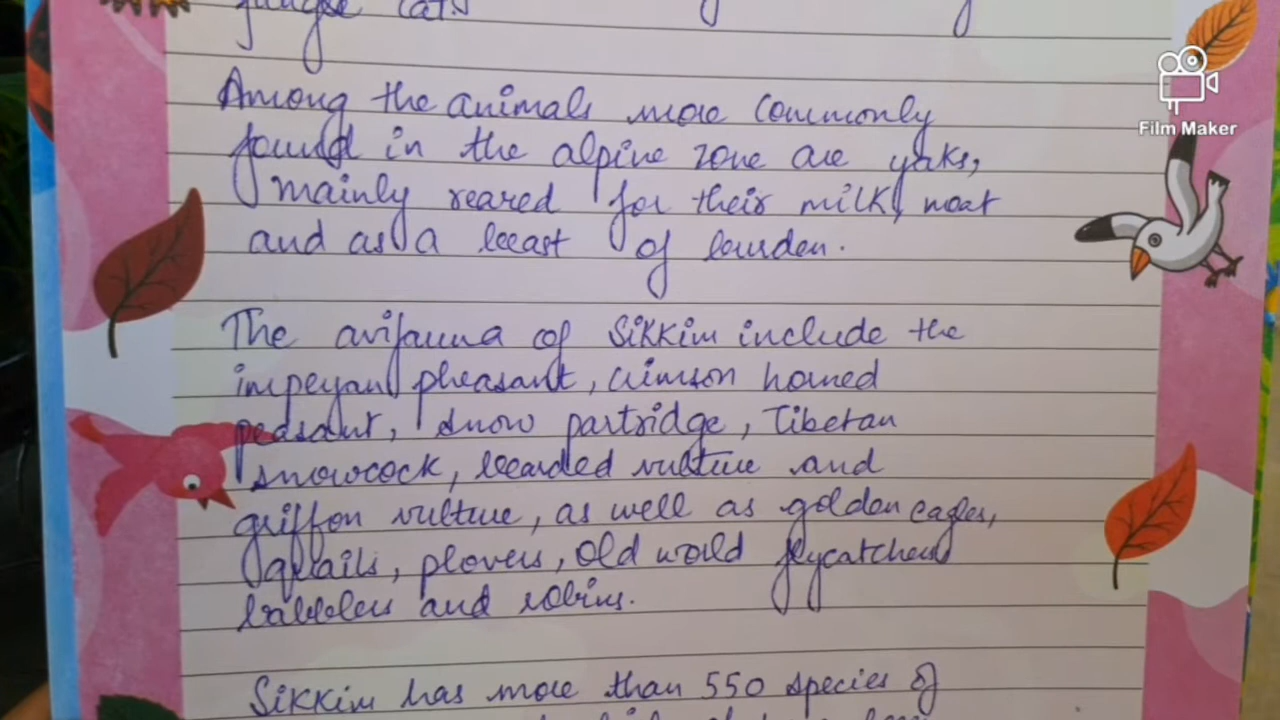 jungle cat.
Film Maker
Among the animals more commonly
found in the alpine zone are yaks,
mainly reared for their milk, meat
and as a beast of burden.
The avifauna of Sikkim include the
impeyan pheasant, crimson horned
peasant, snow partridge, Tibetan
snowcock, bearded vulture and
griffon vulture, as well as golden eagles,
quails, plovers, old world flycatchers
babblers and robins.
Sikkim has more than 550 species of